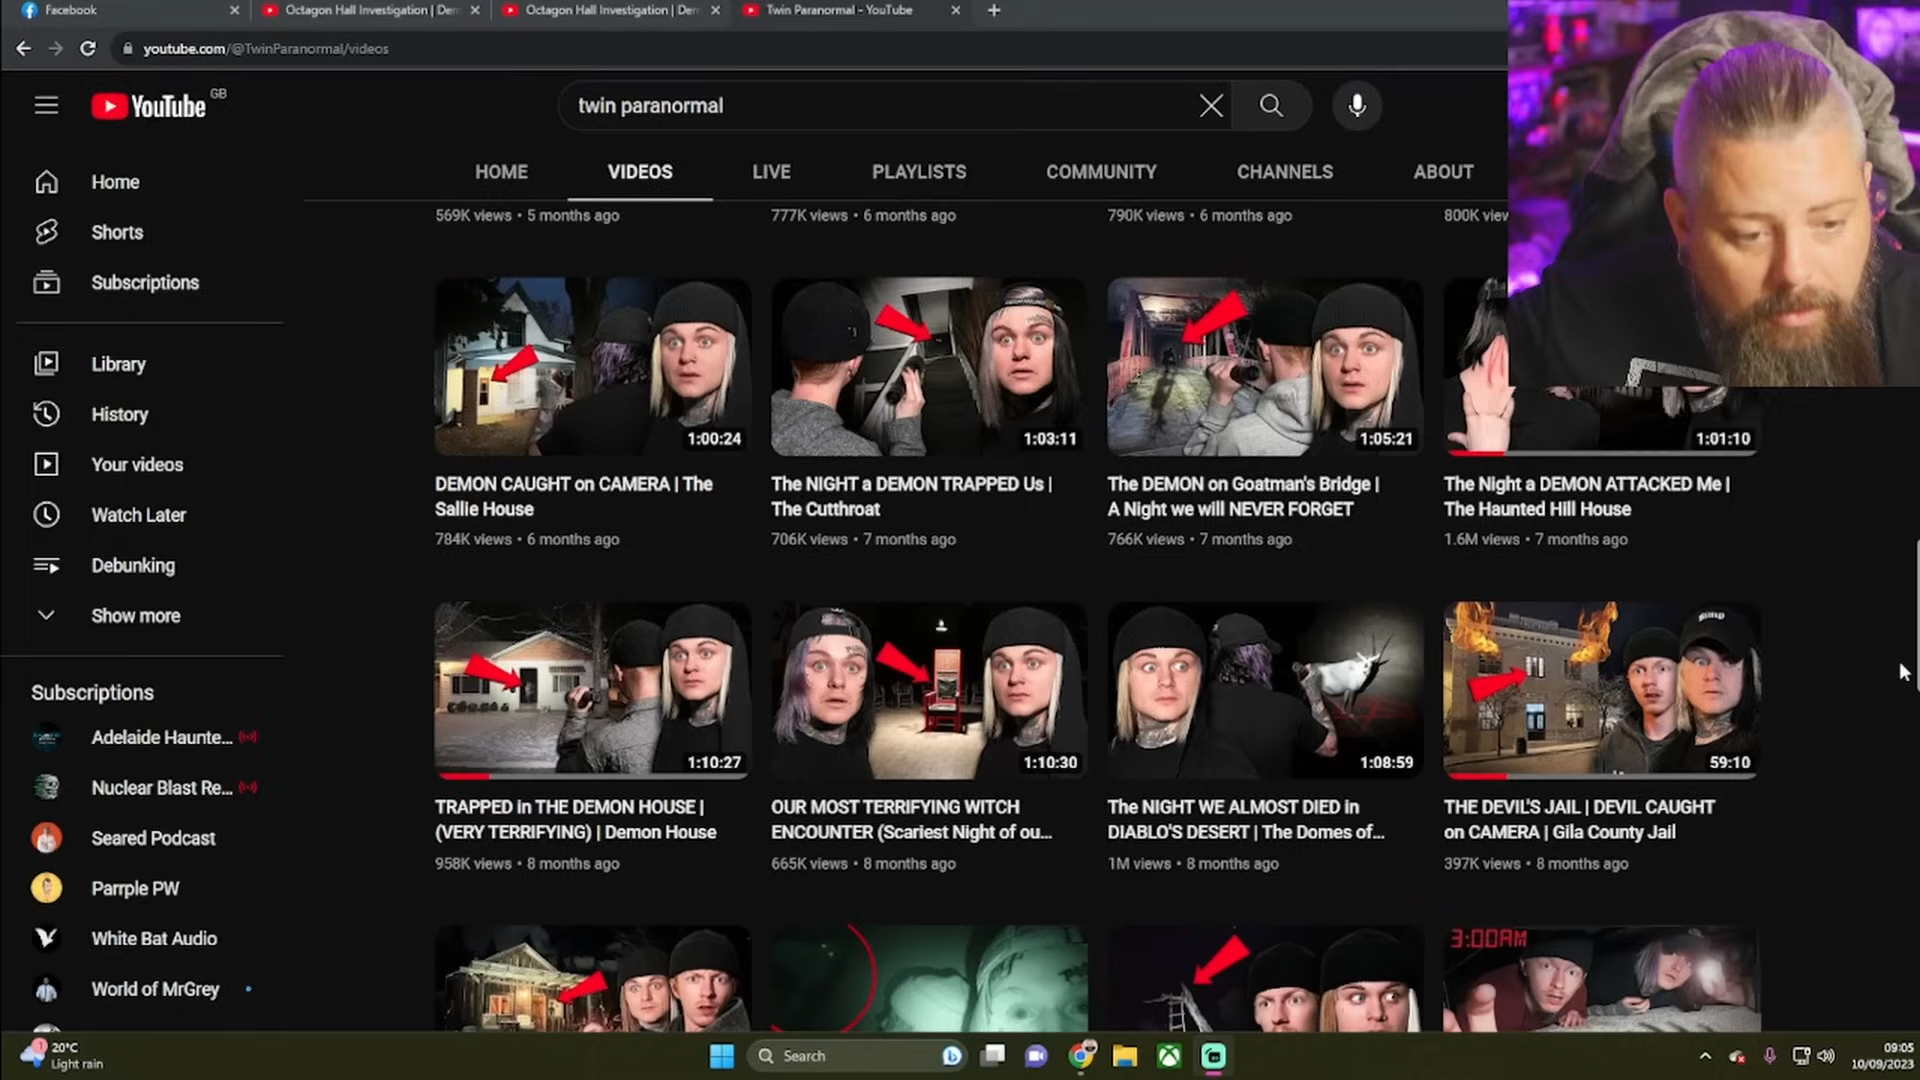 Facebook
Octagon Hall Investigation | Den
Octagon Hall Investigation | Den
Twin Paranormal - YouTube
youtube.com/@TwinParanormal/videos
YouTube GB
twin paranormal
HOME VIDEOS LIVE PLAYLISTS COMMUNITY CHANNELS ABOUT
Home
Shorts
Subscriptions
Library
History
Your videos
Watch Later
Debunking
Show more
Subscriptions
Adelaide Haunte...
Nuclear Blast Re...
Seared Podcast
Parrple PW
White Bat Audio
World of MrGrey
569K views • 5 months ago
777K views • 6 months ago
790K views • 6 months ago
800K view
1:00:24
1:03:11
1:05:21
1:01:10
DEMON CAUGHT on CAMERA | The
Sallie House
784K views • 6 months ago
The NIGHT a DEMON TRAPPED Us |
The Cutthroat
706K views • 7 months ago
The DEMON on Goatman's Bridge |
A Night we will NEVER FORGET
766K views • 7 months ago
The Night a DEMON ATTACKED Me |
The Haunted Hill House
1.6M views • 7 months ago
1:10:27
1:10:30
1:08:59
59:10
TRAPPED in THE DEMON HOUSE |
(VERY TERRIFYING) | Demon House
958K views • 8 months ago
OUR MOST TERRIFYING WITCH
ENCOUNTER (Scariest Night of ou...
665K views • 8 months ago
The NIGHT WE ALMOST DIED in
DIABLO'S DESERT | The Domes of...
1M views • 8 months ago
THE DEVIL'S JAIL | DEVIL CAUGHT
on CAMERA | Gila County Jail
397K views • 8 months ago
3:00AM
20°C
Light rain
Search
09:05
10/09/2023